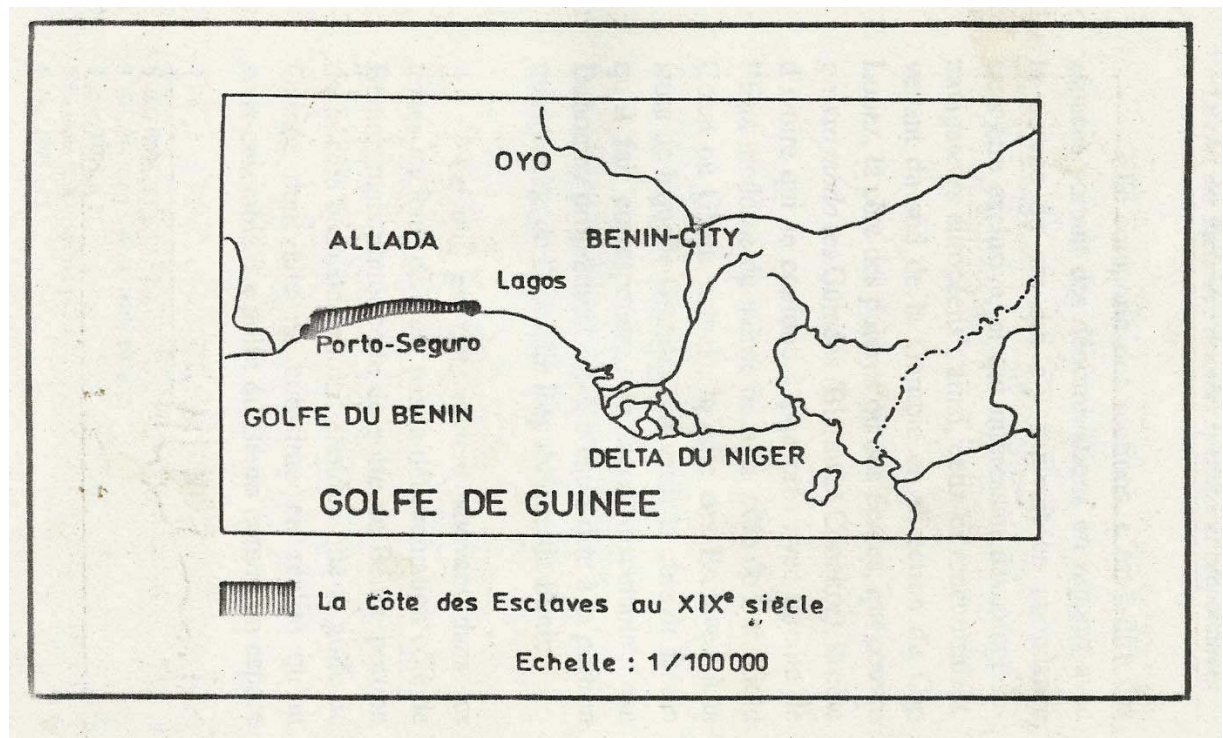 OYO
ALLADA
BENIN-CITY
Lagos
Porto-Seguro
GOLFE DU BENIN
DELTA DU NIGER
GOLFE DE GUINEE
La côte des Esclaves au XIXe siècle
Echelle : 1/100 000